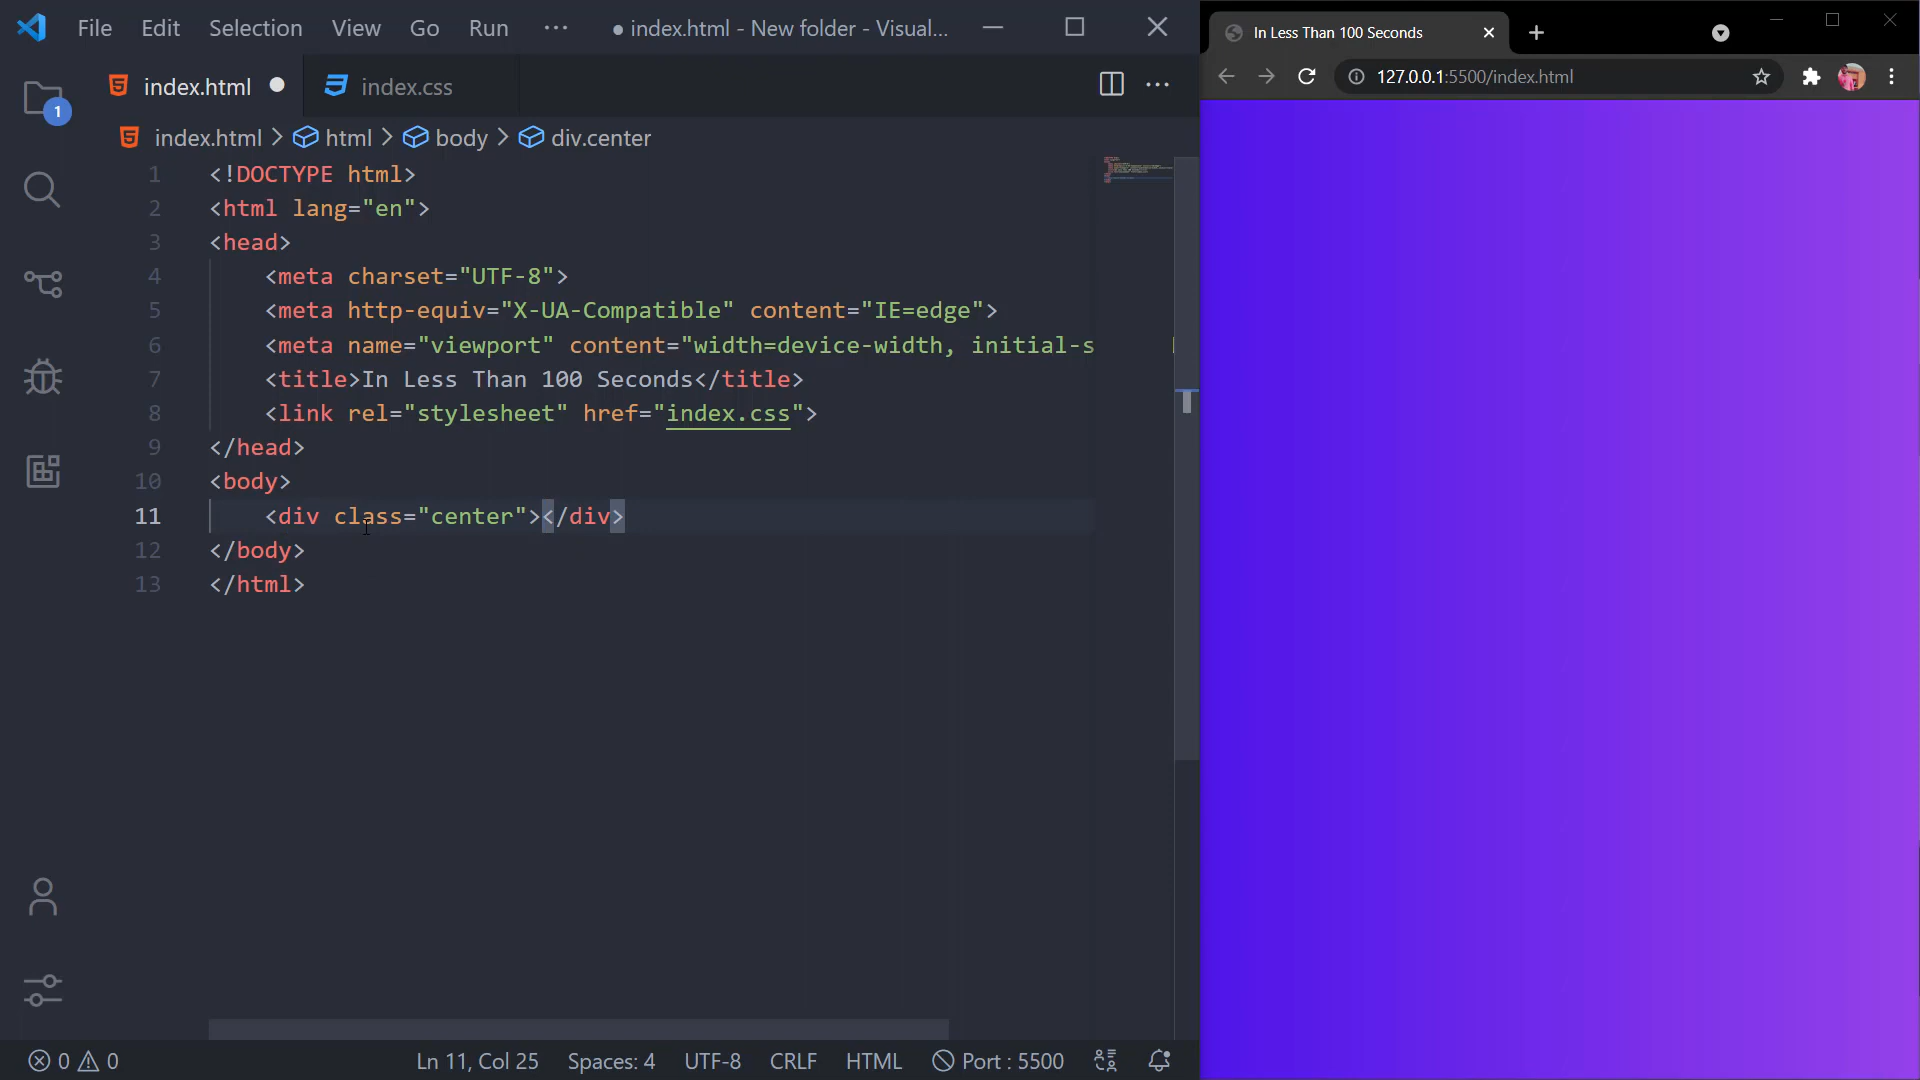 File Edit Selection View Go Run ··· ● index.html - New folder - Visual...
In Less Than 100 Seconds
127.0.0.1:5500/index.html
index.html
index.css
1
index.html > html > body > div.center
1 <!DOCTYPE html>
2 <html lang="en">
3 <head>
4 <meta charset="UTF-8">
5 <meta http-equiv="X-UA-Compatible" content="IE=edge">
6 <meta name="viewport" content="width=device-width, initial-s
7 <title>In Less Than 100 Seconds</title>
8 <link rel="stylesheet" href="index.css">
9 </head>
10 <body>
11 <div class="center"></div>
12 </body>
13 </html>
0 0 Ln 11, Col 25 Spaces: 4 UTF-8 CRLF HTML Port : 5500